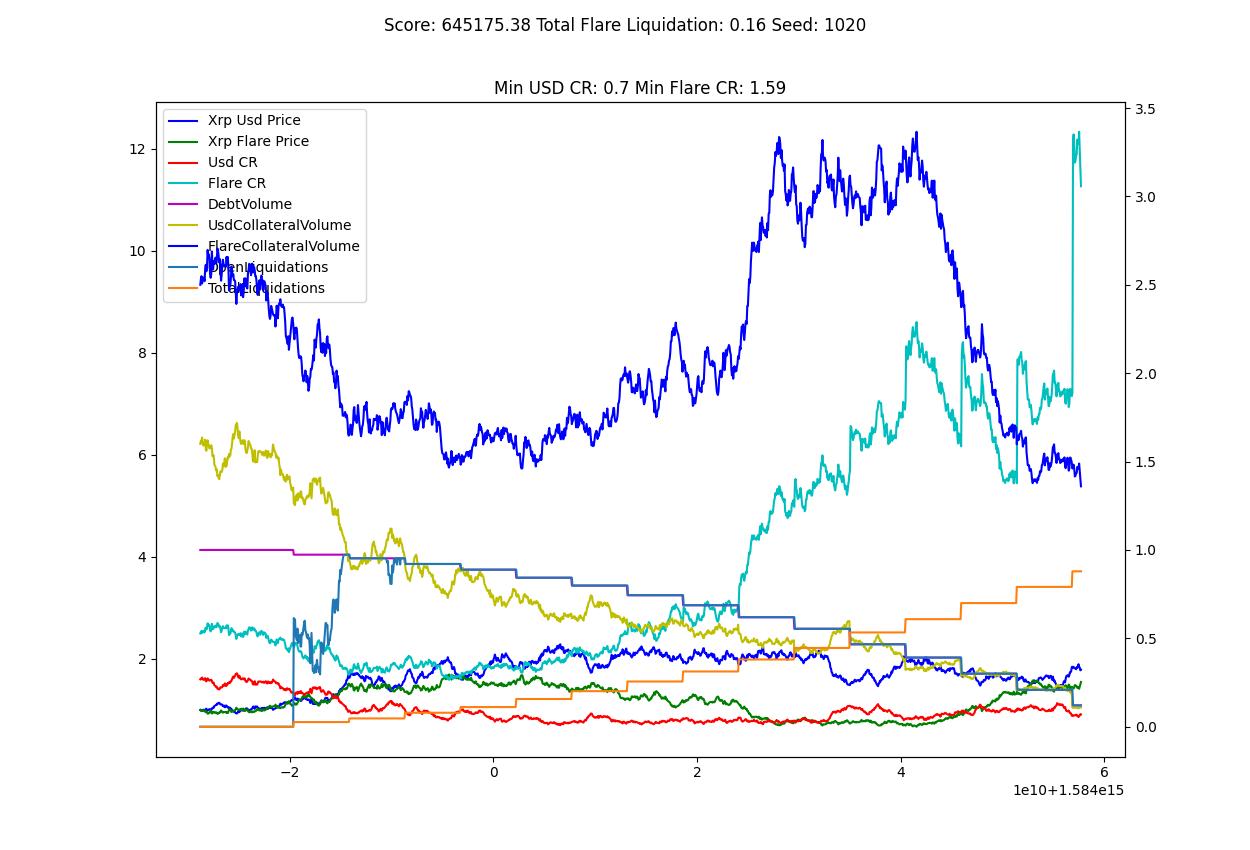 Score: 645175.38 Total Flare Liquidation: 0.16 Seed: 1020
Min USD CR: 0.7 Min Flare CR: 1.59
Xrp Usd Price
Xrp Flare Price
Usd CR
Flare CR
DebtVolume
UsdCollateralVolume
FlareCollateralVolume
OpenLiquidations
TotalLiquidations
12
10
8
6
4
2
3.5
3.0
2.5
2.0
1.5
1.0
0.5
0.0
−2
0
2
4
6
1e10+1.584e15